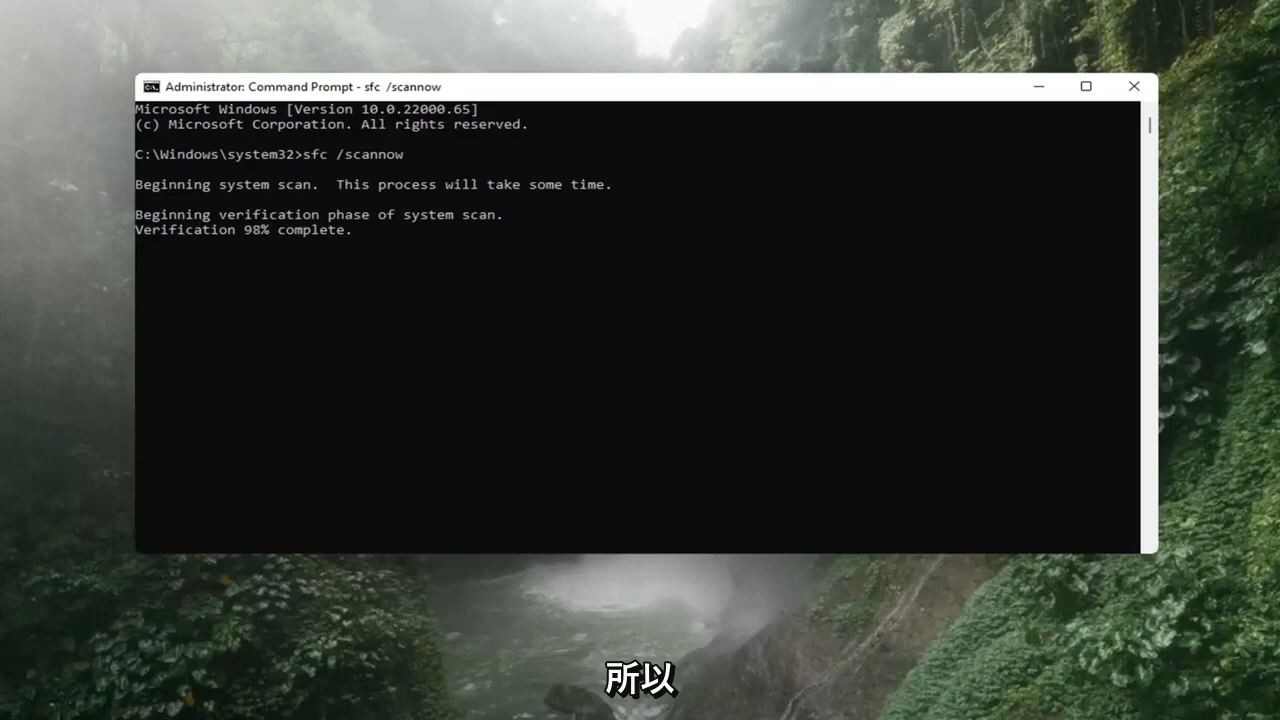 Administrator: Command Prompt - sfc  /scannow
Microsoft Windows [Version 10.0.22000.65]
(c) Microsoft Corporation. All rights reserved.
C:\Windows\system32>sfc /scannow
Beginning system scan.  This process will take some time.
Beginning verification phase of system scan.
Verification 98% complete.
所以